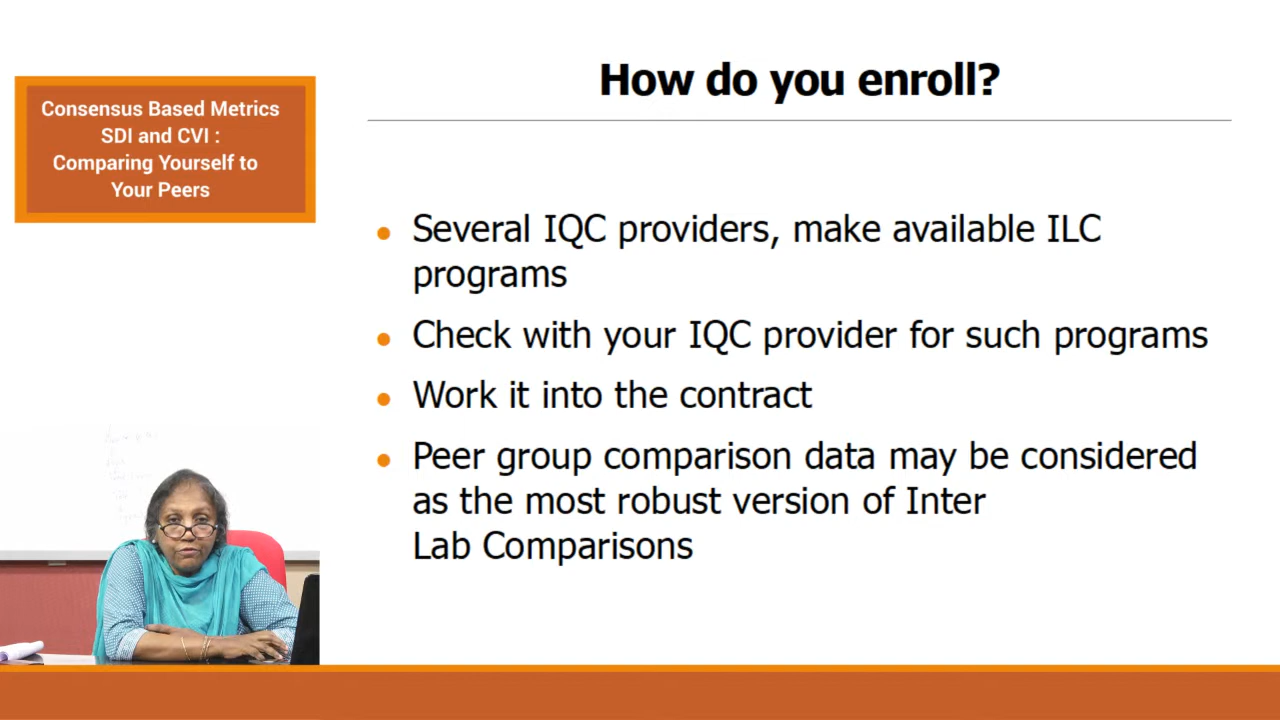 Consensus Based Metrics
SDI and CVI :
Comparing Yourself to
Your Peers
How do you enroll?
Several IQC providers, make available ILC
programs
Check with your IQC provider for such programs
Work it into the contract
Peer group comparison data may be considered
as the most robust version of Inter
Lab Comparisons